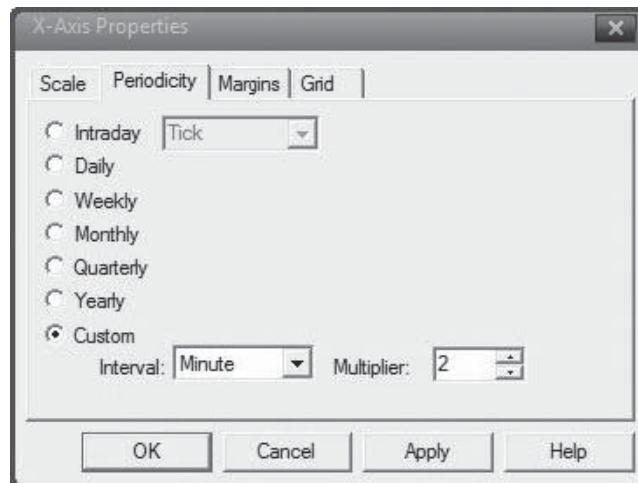 X-Axis Properties
Scale Periodicity Margins Grid
Intraday Tick
Daily
Weekly
Monthly
Quarterly
Yearly
Custom
Interval: Minute Multiplier: 2
OK Cancel Apply Help